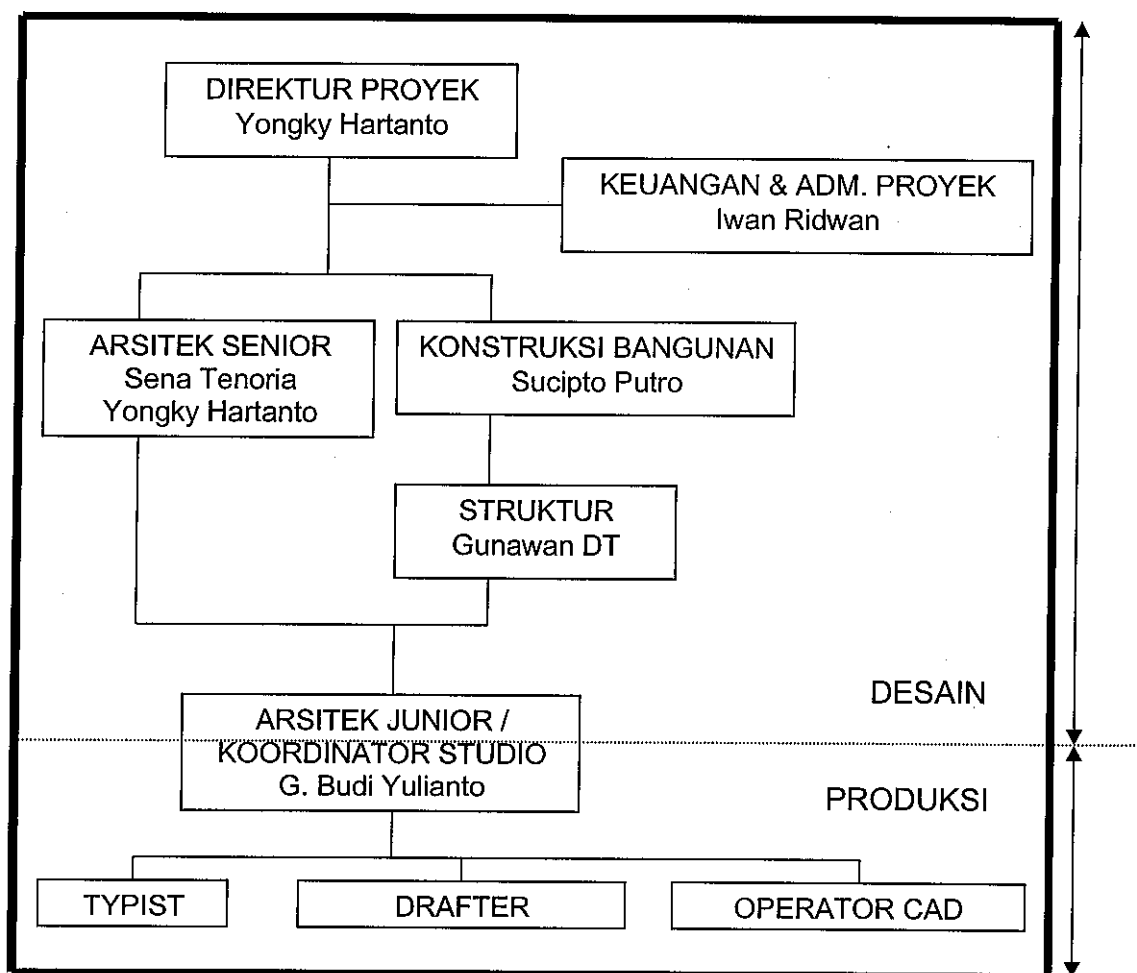 DIREKTUR PROYEK
Yongky Hartanto
KEUANGAN & ADM. PROYEK
Iwan Ridwan
ARSITEK SENIOR
Sena Tenoria
Yongky Hartanto
KONSTRUKSI BANGUNAN
Sucipto Putro
STRUKTUR
Gunawan DT
DESAIN
ARSITEK JUNIOR /
KOORDINATOR STUDIO
G. Budi Yulianto
PRODUKSI
TYPIST
DRAFTER
OPERATOR CAD